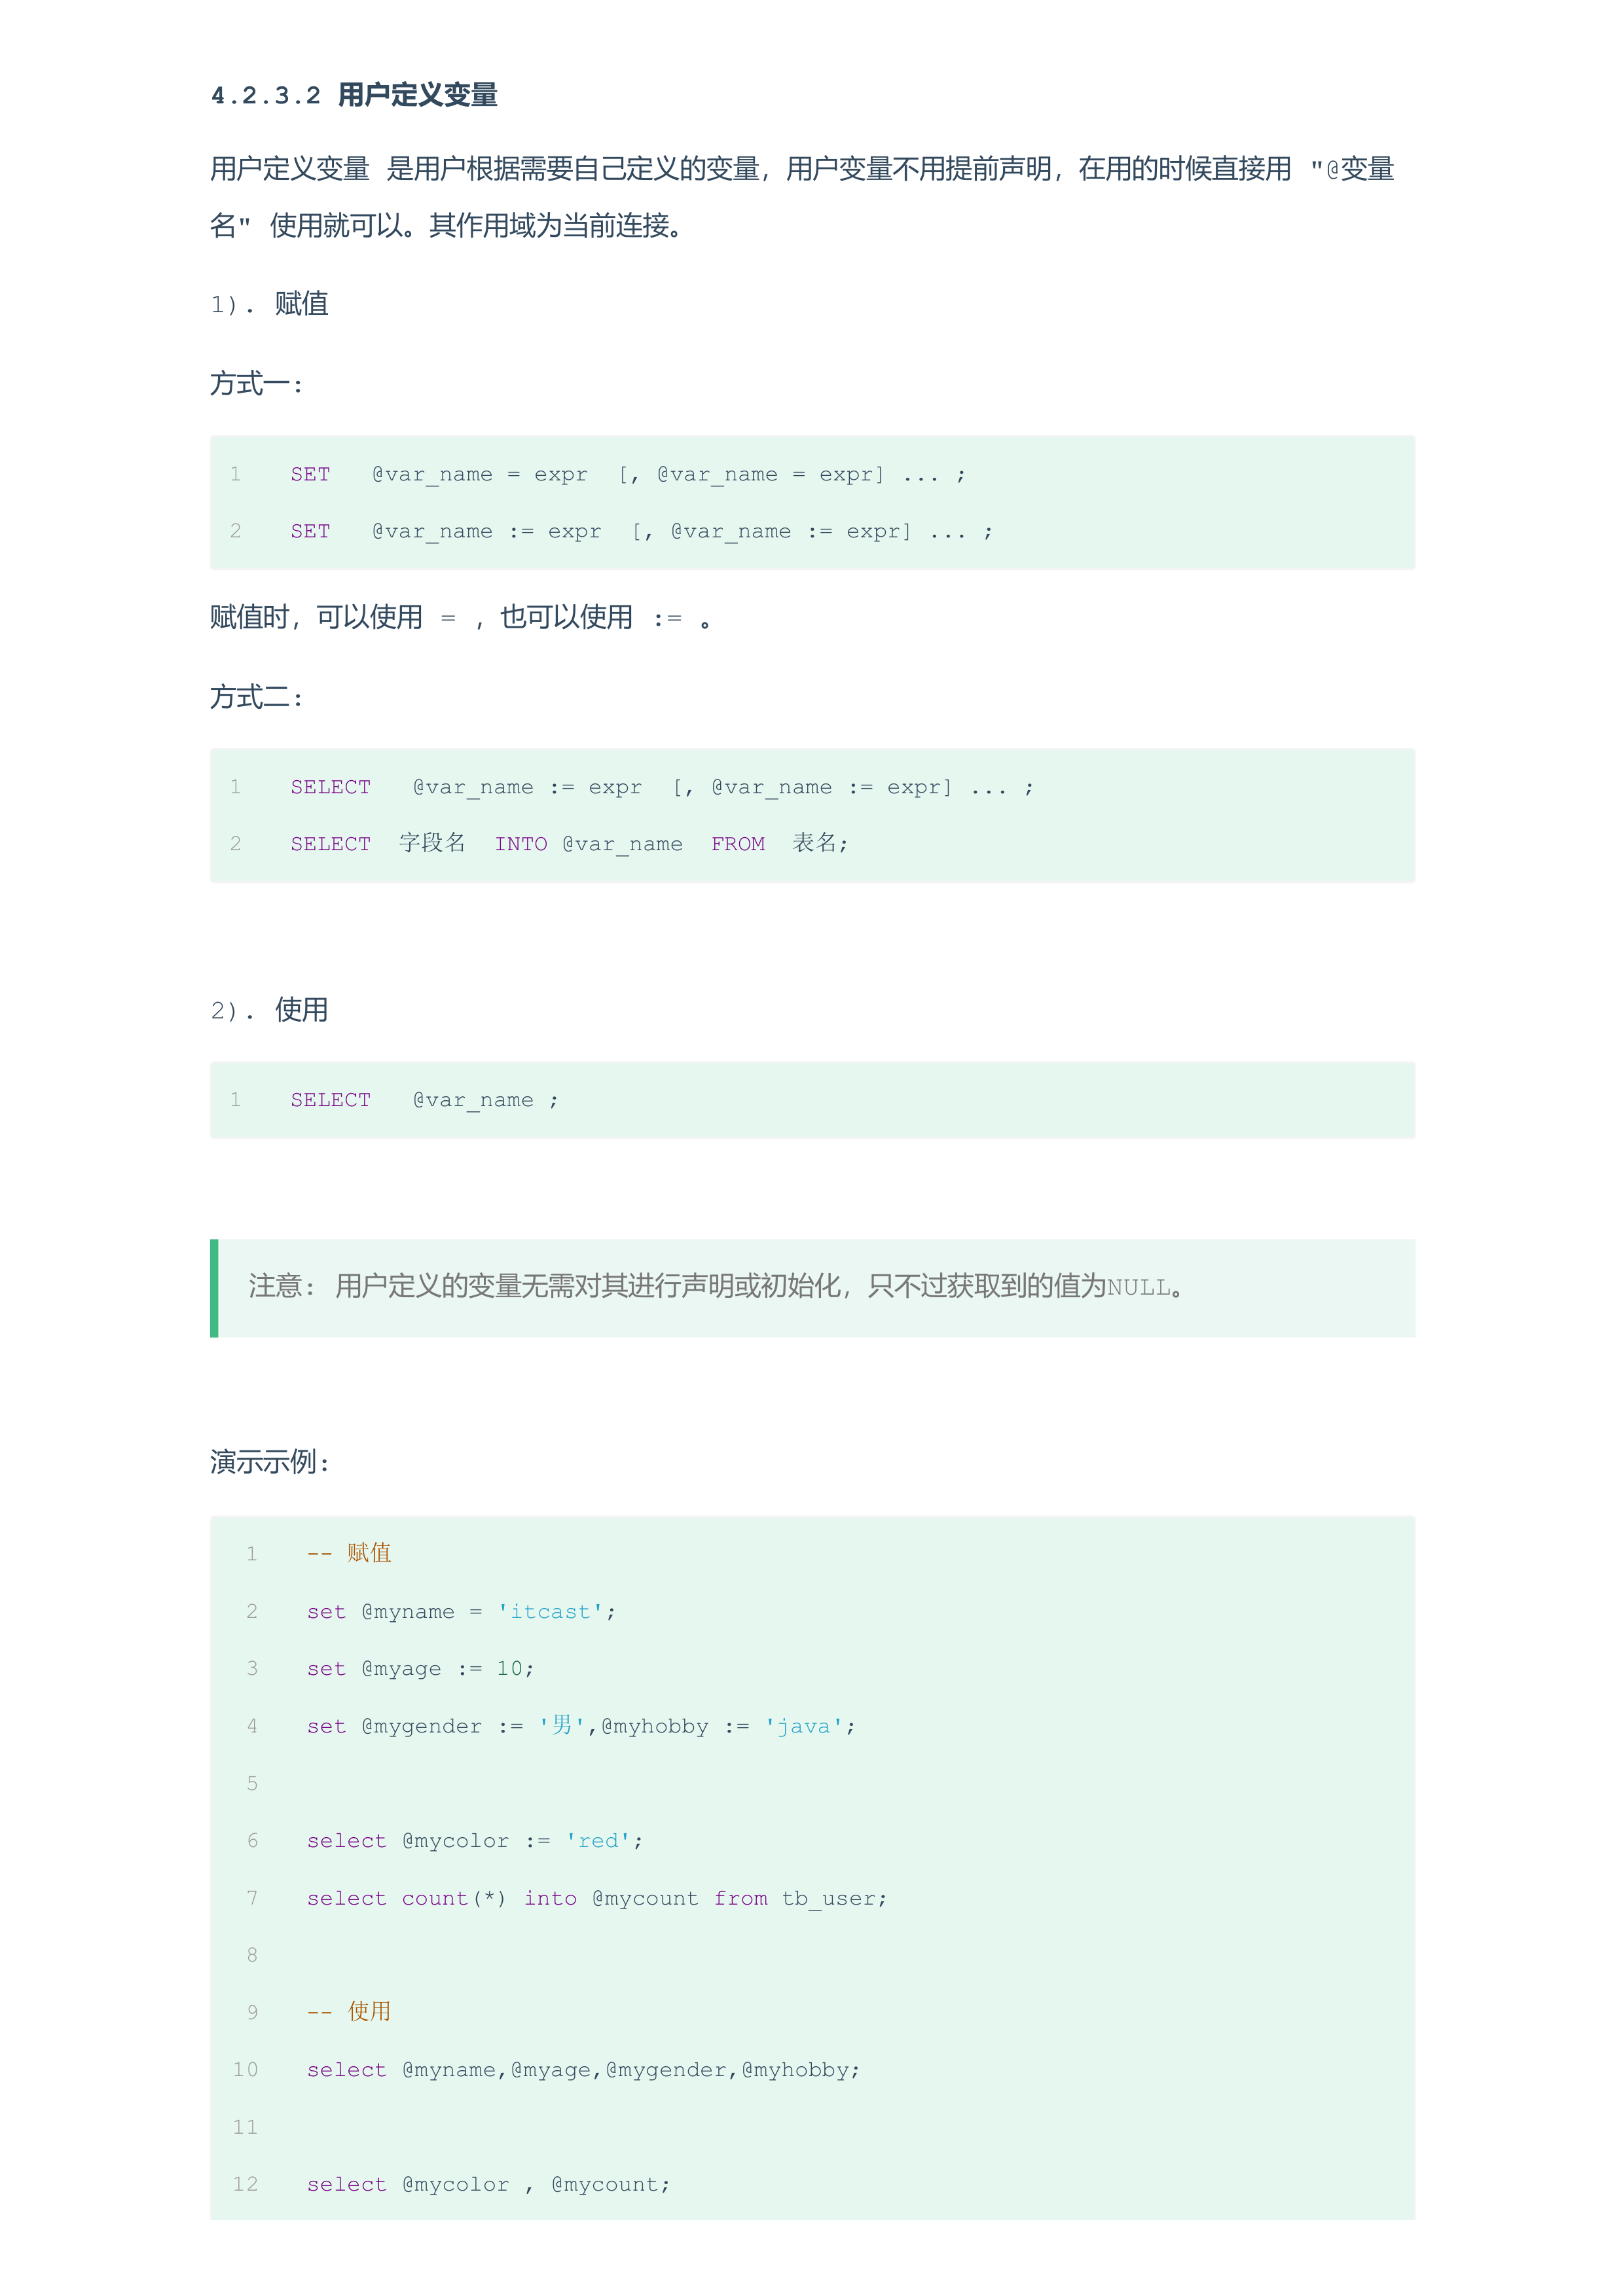 4.2.3.2 用户定义变量
用户定义变量 是用户根据需要自己定义的变量，用户变量不用提前声明，在用的时候直接用 "@变量
名" 使用就可以。其作用域为当前连接。
1). 赋值
方式一:
1 SET @var_name = expr [, @var_name = expr] ... ;
2 SET @var_name := expr [, @var_name := expr] ... ;
赋值时，可以使用 = ，也可以使用 := 。
方式二:
1 SELECT @var_name := expr [, @var_name := expr] ... ;
2 SELECT 字段名 INTO @var_name FROM 表名;
2). 使用
1 SELECT @var_name ;
注意: 用户定义的变量无需对其进行声明或初始化，只不过获取到的值为NULL。
演示示例:
1 -- 赋值
2 set @myname = 'itcast';
3 set @myage := 10;
4 set @mygender := '男',@myhobby := 'java';
5
6 select @mycolor := 'red';
7 select count(*) into @mycount from tb_user;
8
9 -- 使用
10 select @myname,@myage,@mygender,@myhobby;
11
12 select @mycolor , @mycount;